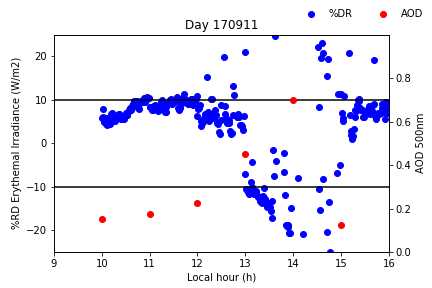 %DR AOD
Day 170911
%RD Erythemal Irradiance (W/m2)
20
10
0
−10
−20
0.8
0.6
0.4
0.2
0.0
AOD 500nm
9 10 11 12 13 14 15 16
Local hour (h)